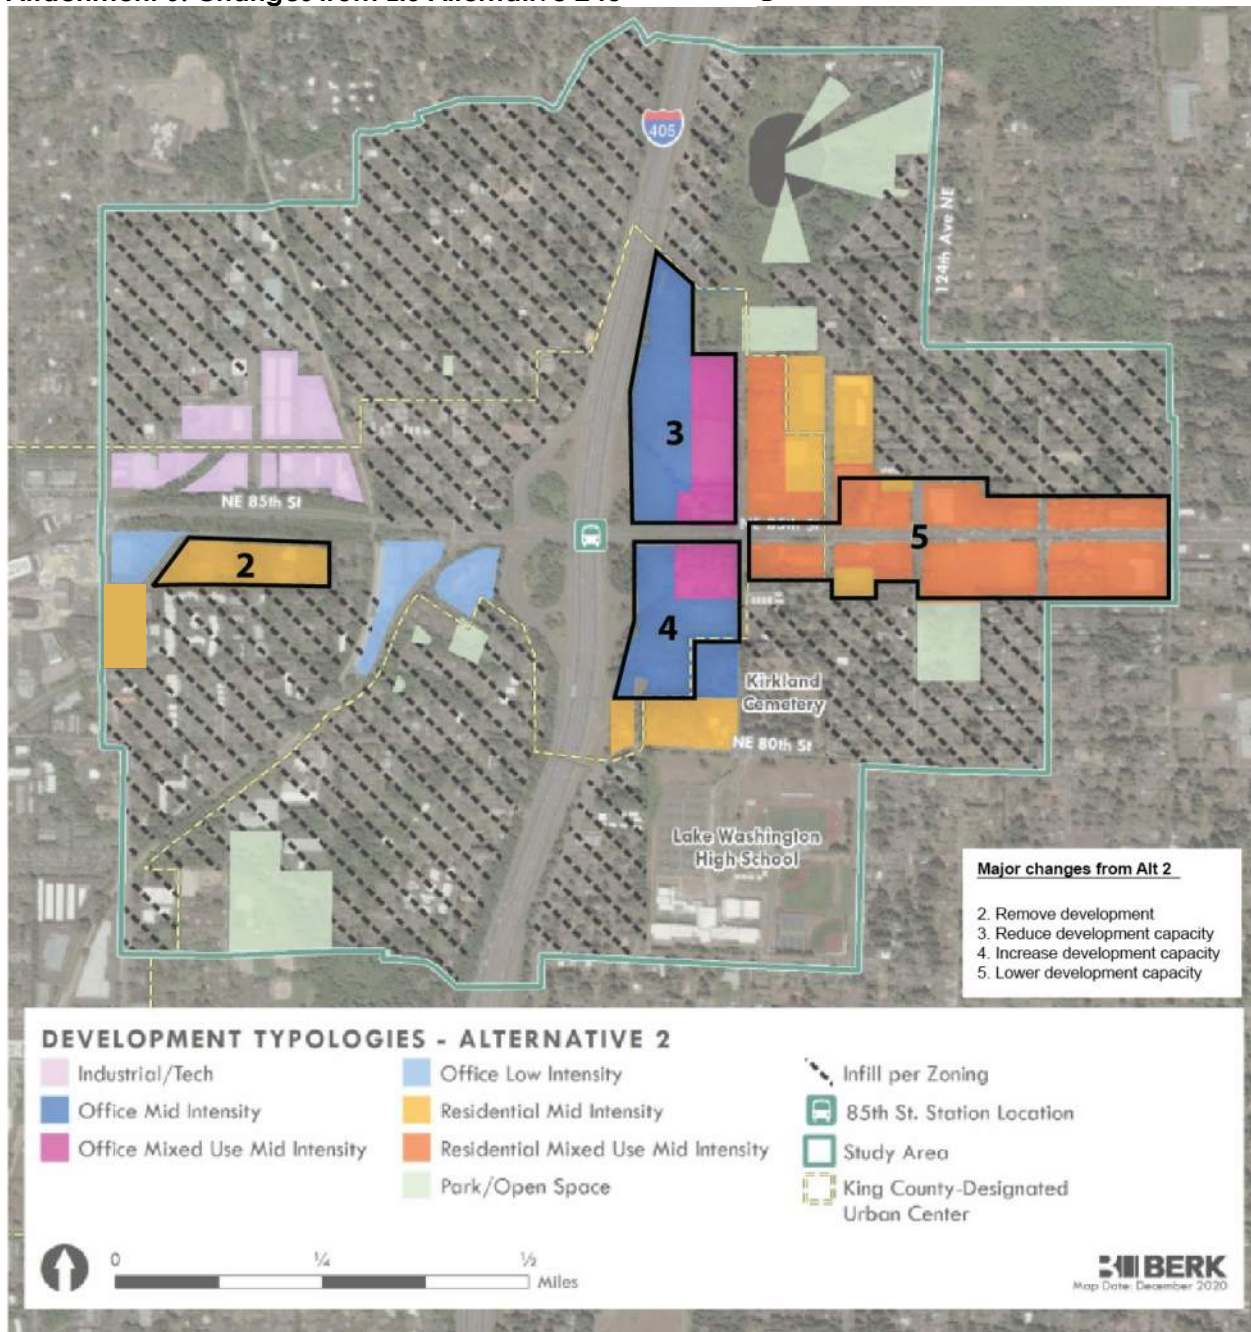 405
124th Ave NE
3
NE 85th St
NE 85th St
5
2
4
Kirkland
Cemetery
NE 80th St
Lake Washington
High School
Major changes from Alt 2
2. Remove development
3. Reduce development capacity
4. Increase development capacity
5. Lower development capacity
DEVELOPMENT TYPOLOGIES - ALTERNATIVE 2
Industrial/Tech
Office Mid Intensity
Office Mixed Use Mid Intensity
Office Low Intensity
Residential Mid Intensity
Residential Mixed Use Mid Intensity
Park/Open Space
Infill per Zoning
85th St. Station Location
Study Area
King County-Designated
Urban Center
0 1/4 1/2
Miles
BERK
Map Date: December 2020